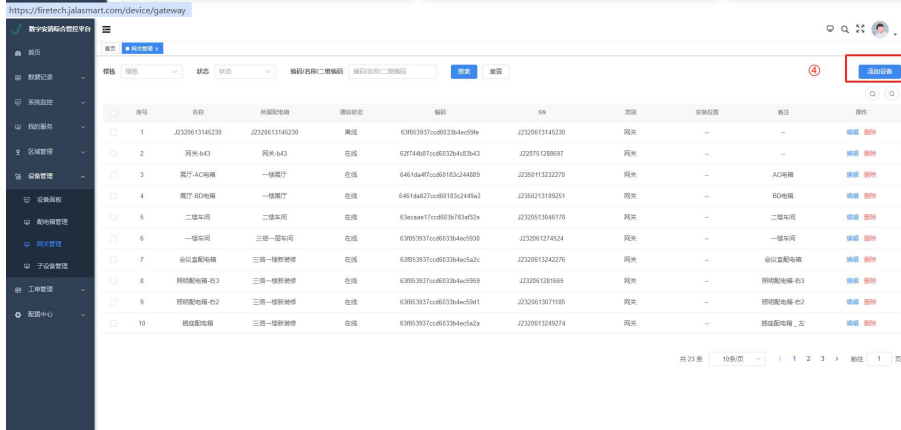 https://firetech.jalasmart.com/device/gateway
数字安消综合管控平台
首页 网关管理 ×
首页
数据记录
系统监控
我的服务
区域管理
设备管理
设备面板
配电箱管理
网关管理
子设备管理
工单管理
配置中心
楼栋 楼栋 状态 状态 编码/名称/二维编码 编码/名称/二维编码 搜索 重置 ④ 添加设备
序号 名称 所属配电箱 通信状态 编码 SN 类别 安装位置 备注 操作
1 J2320613145230 J2320613145230 离线 63f853937ccd6033b4ec59fe J2320613145230 网关 -- -- 编辑 删除
2 网关-b43 网关-b43 在线 62f744b87ccd6032b4c83b43 J220751288697 网关 -- -- 编辑 删除
3 展厅-AC电箱 一楼展厅 在线 6461da4f7ccd60183c244889 J2350113232270 网关 -- AC电箱 编辑 删除
4 展厅-BD电箱 一楼展厅 在线 6461da827ccd60183c2449a2 J2350213189251 网关 -- BD电箱 编辑 删除
5 二楼车间 二楼车间 在线 63ecaae17ccd603b783af32e J2320513046178 网关 -- 二楼车间 编辑 删除
6 一楼车间 三信一层车间 在线 63f853937ccd6033b4ec5930 J232061274524 网关 -- 一楼车间 编辑 删除
7 会议室配电箱 三信一楼新装修 在线 63f853937ccd6033b4ec5a2c J2320613242276 网关 -- 会议室配电箱 编辑 删除
8 照明配电箱-右3 三信一楼新装修 在线 63f853937ccd6033b4ec5959 J232061281665 网关 -- 照明配电箱-右3 编辑 删除
9 照明配电箱-右2 三信一楼新装修 在线 63f853937ccd6033b4ec59d1 J2320613071185 网关 -- 照明配电箱-右2 编辑 删除
10 插座配电箱 三信一楼新装修 在线 63f853937ccd6033b4ec5a2a J2320613249274 网关 -- 插座配电箱 _ 左 编辑 删除
共 23 条 10条/页 < 1 2 3 > 前往 1 页